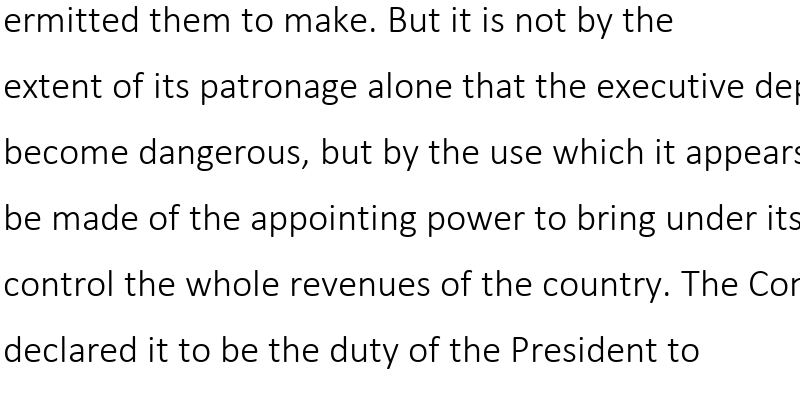 ermitted them to make. But it is not by the
extent of its patronage alone that the executive
become dangerous, but by the use which it appears
be made of the appointing power to bring under its
control the whole revenues of the country. The
declared it to be the duty of the President to